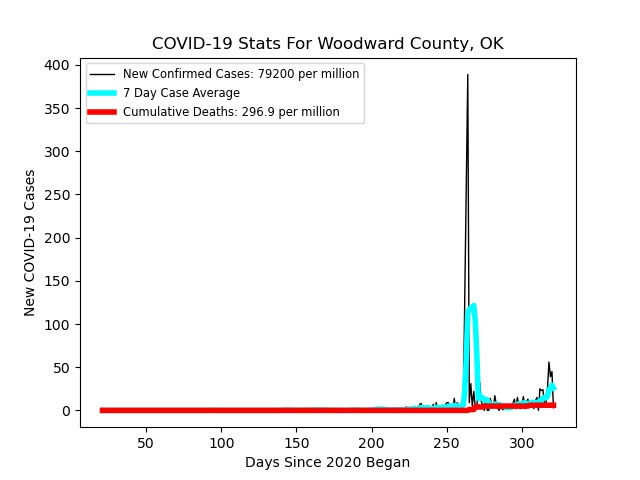 COVID-19 Stats For Woodward County, OK
New Confirmed Cases: 79200 per million
7 Day Case Average
Cumulative Deaths: 296.9 per million
400
350
300
250
200
150
100
50
0
New COVID-19 Cases
50 100 150 200 250 300
Days Since 2020 Began